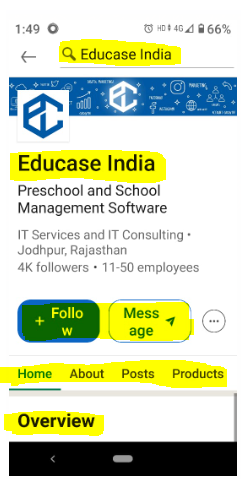 1:49 HD 4G 66%
Educase India
Educase India
Preschool and School
Management Software
IT Services and IT Consulting •
Jodhpur, Rajasthan
4K followers • 11-50 employees
+ Follo
w
Mess
age
Home About Posts Products
Overview